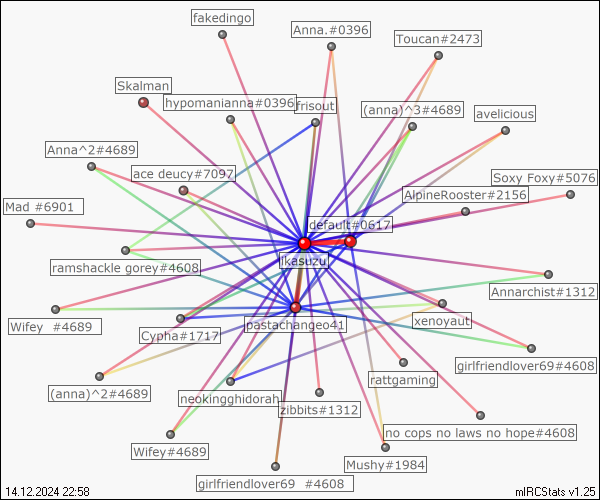 fakedingo
Anna.#0396
Toucan#2473
Skalman
hypomanianna#0396
frisout
(anna)^3#4689
avelicious
Anna^2#4689
ace deucy#7097
Soxy Foxy#5076
AlpineRooster#2156
Mad #6901
default#0617
jkasuzu
ramshackle gorey#4608
Annarchist#1312
Wifey #4689
Cypha#1717
pastachangeo41
xenoyaut
girlfriendlover69#4608
(anna)^2#4689
neokingghidorah
rattgaming
zibbits#1312
no cops no laws no hope#4608
Wifey#4689
Mushy#1984
girlfriendlover69 #4608
14.12.2024 22:58
mIRCStats v1.25